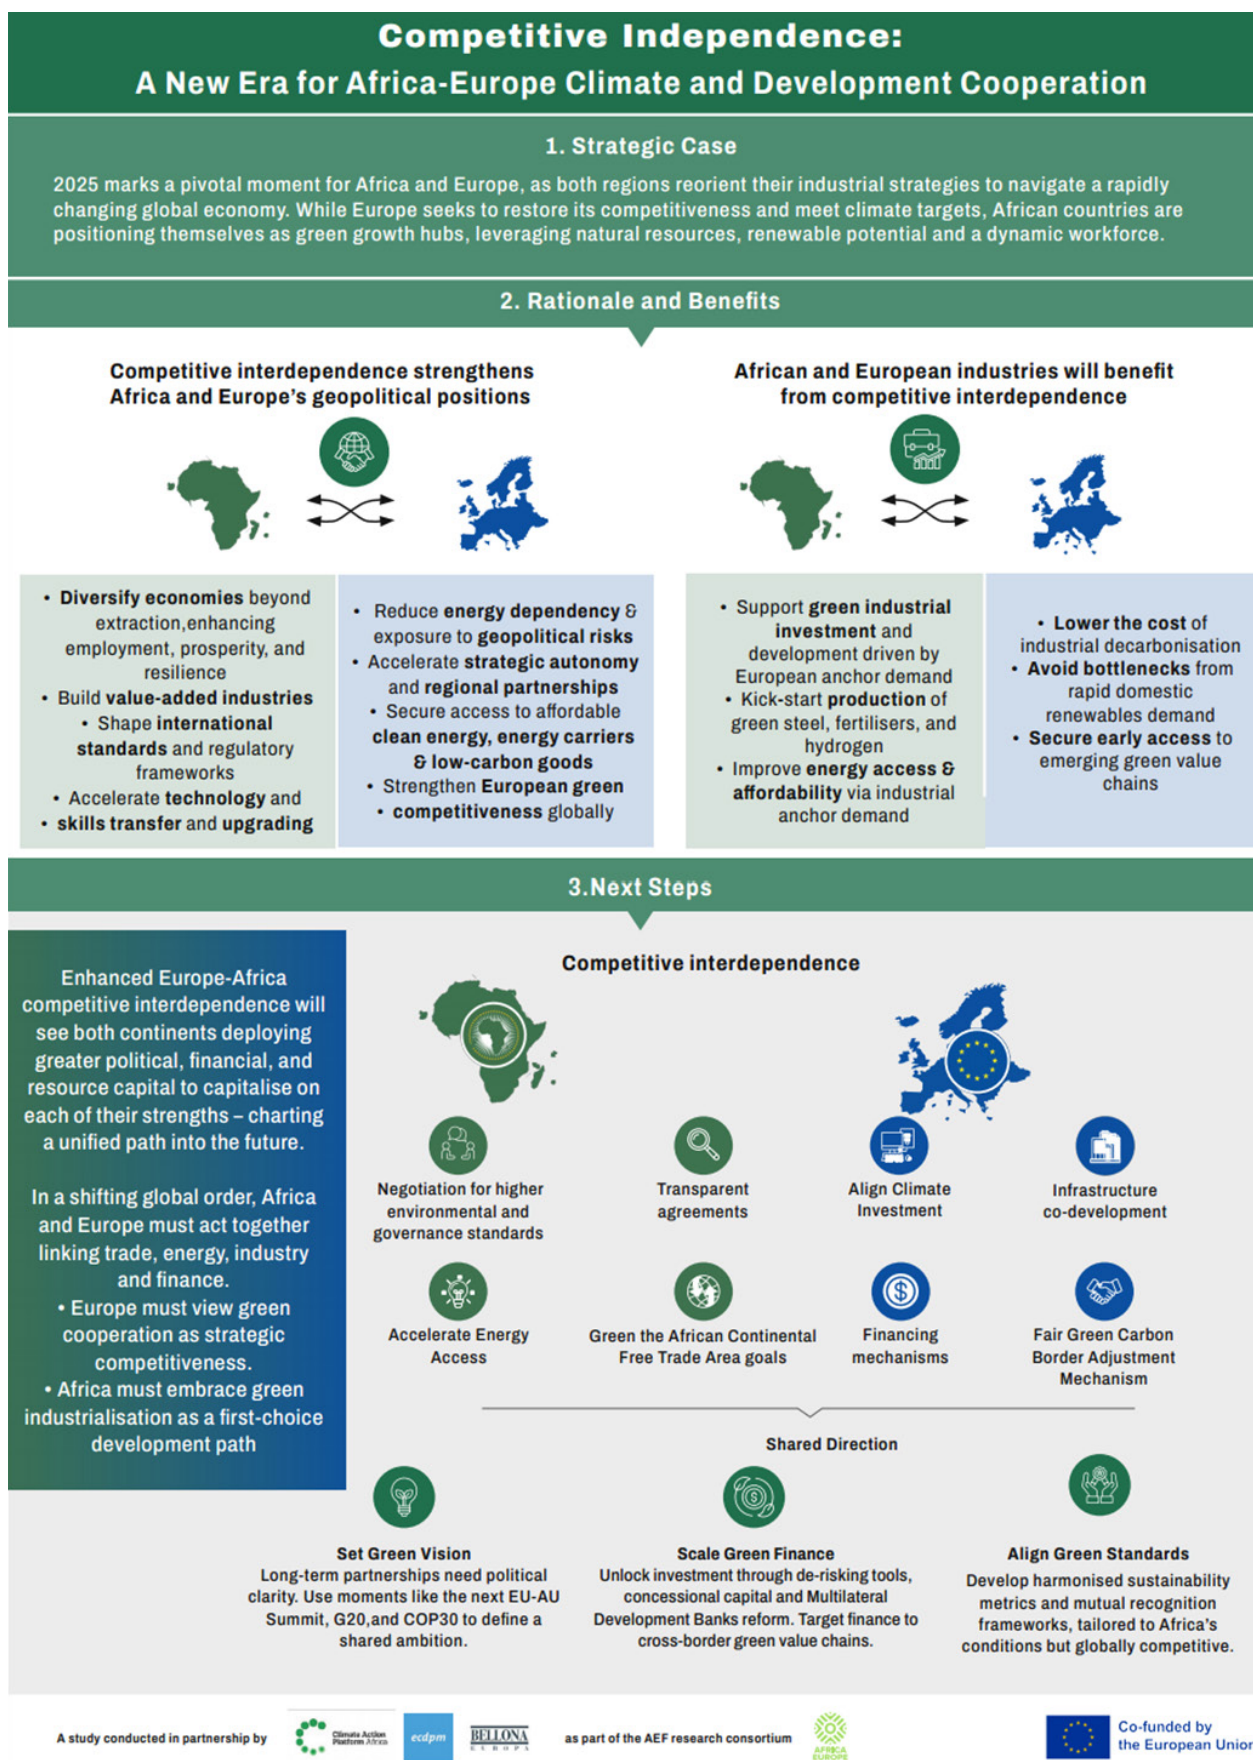 Competitive Independence:
A New Era for Africa-Europe Climate and Development Cooperation
1. Strategic Case
2025 marks a pivotal moment for Africa and Europe, as both regions reorient their industrial strategies to navigate a rapidly
changing global economy. While Europe seeks to restore its competitiveness and meet climate targets, African countries are
positioning themselves as green growth hubs, leveraging natural resources, renewable potential and a dynamic workforce.
2. Rationale and Benefits
Competitive interdependence strengthens
Africa and Europe's geopolitical positions
• Diversify economies beyond
extraction,enhancing
employment, prosperity, and
resilience
• Build value-added industries
• Shape international
standards and regulatory
frameworks
• Accelerate technology and
• skills transfer and upgrading
• Reduce energy dependency &
exposure to geopolitical risks
• Accelerate strategic autonomy
and regional partnerships
• Secure access to affordable
clean energy, energy carriers
& low-carbon goods
• Strengthen European green
• competitiveness globally
African and European industries will benefit
from competitive interdependence
• Support green industrial
investment and
development driven by
European anchor demand
• Kick-start production of
green steel, fertilisers, and
hydrogen
• Improve energy access &
affordability via industrial
anchor demand
• Lower the cost of
industrial decarbonisation
• Avoid bottlenecks from
rapid domestic
renewables demand
• Secure early access to
emerging green value
chains
3.Next Steps
Enhanced Europe-Africa
competitive interdependence will
see both continents deploying
greater political, financial, and
resource capital to capitalise on
each of their strengths – charting
a unified path into the future.
In a shifting global order, Africa
and Europe must act together
linking trade, energy, industry
and finance.
• Europe must view green
cooperation as strategic
competitiveness.
• Africa must embrace green
industrialisation as a first-choice
development path
Competitive interdependence
Negotiation for higher
environmental and
governance standards
Transparent
agreements
Align Climate
Investment
Infrastructure
co-development
Accelerate Energy
Access
Green the African Continental
Free Trade Area goals
Financing
mechanisms
Fair Green Carbon
Border Adjustment
Mechanism
Shared Direction
Set Green Vision
Long-term partnerships need political
clarity. Use moments like the next EU-AU
Summit, G20,and COP30 to define a
shared ambition.
Scale Green Finance
Unlock investment through de-risking tools,
concessional capital and Multilateral
Development Banks reform. Target finance to
cross-border green value chains.
Align Green Standards
Develop harmonised sustainability
metrics and mutual recognition
frameworks, tailored to Africa's
conditions but globally competitive.
A study conducted in partnership by
Climate Action
Platform Africa
ecdpm
BELLONA
EUROPA
as part of the AEF research consortium
AFRICA
EUROPE
Co-funded by
the European Union